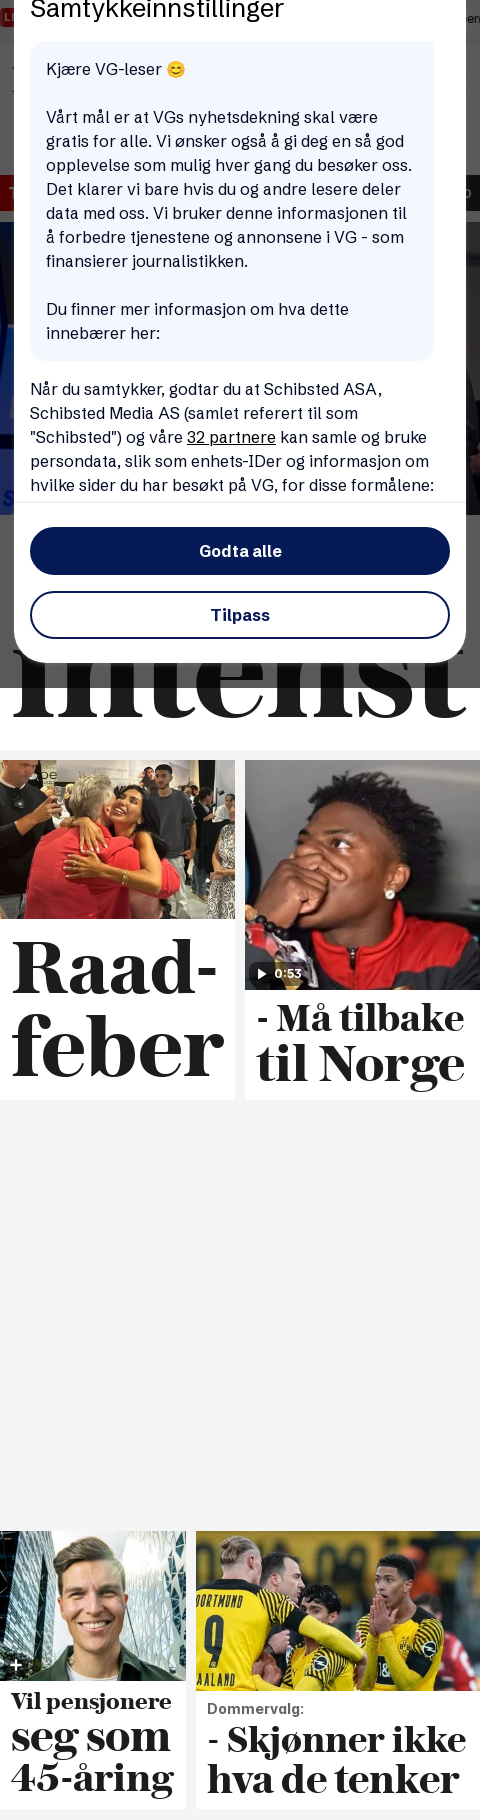 Samtykkeinnstillinger
Kjære VG-leser 😊
Vårt mål er at VGs nyhetsdekning skal være
gratis for alle. Vi ønsker også å gi deg en så god
opplevelse som mulig hver gang du besøker oss.
Det klarer vi bare hvis du og andre lesere deler
data med oss. Vi bruker denne informasjonen til
å forbedre tjenestene og annonsene i VG - som
finansierer journalistikken.
Du finner mer informasjon om hva dette
innebærer her:
Når du samtykker, godtar du at Schibsted ASA,
Schibsted Media AS (samlet referert til som
"Schibsted") og våre 32 partnere kan samle og bruke
persondata, slik som enhets-IDer og informasjon om
hvilke sider du har besøkt på VG, for disse formålene:
Godta alle
Tilpass
intenst
0:53
Raad-
feber
- Må tilbake
til Norge
DORTMUND
9
AALAND
Vil pensjonere
seg som
45-åring
Dommervalg:
- Skjønner ikke
hva de tenker